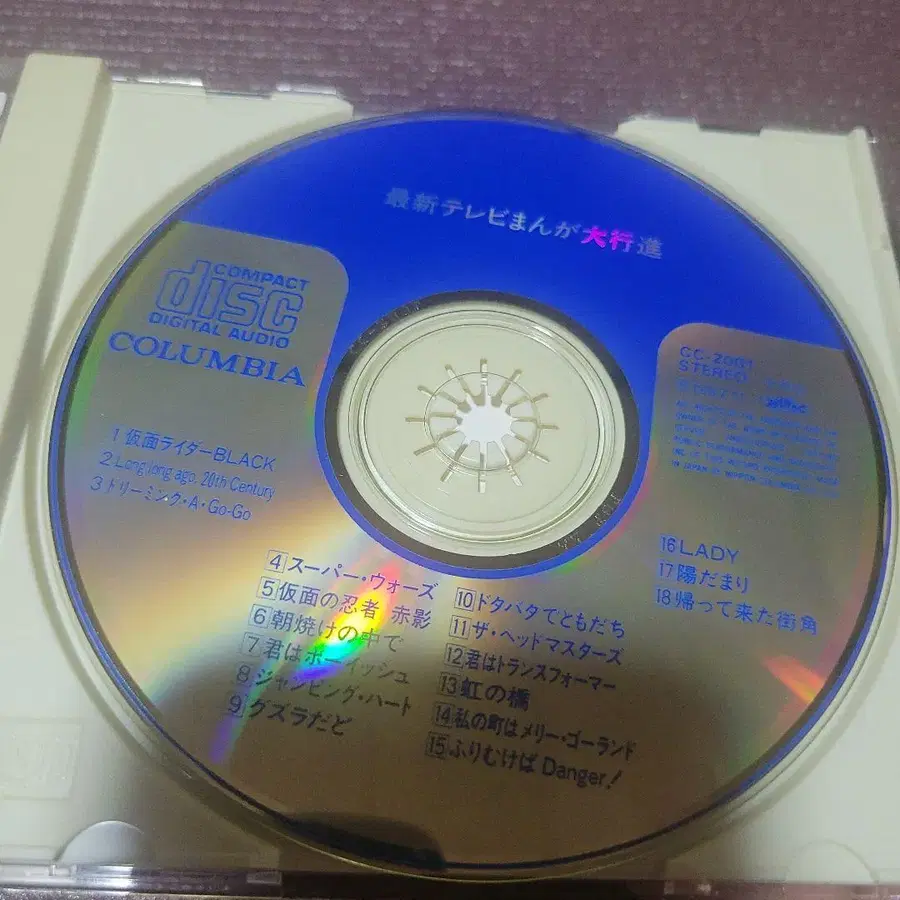 最新テレビまんが大行進
COMPACT
disc
DIGITAL AUDIO
COLUMBIA
CC-2001
STEREO
1 仮面ライダーBLACK
2 Long long ago, 20th Century
3 ドリーミング・A・Go-Go
4 スーパー・ウォーズ
5 仮面の忍者 赤影
6 朝焼けの中で
7 君はボーイッシュ
8 ジャンピング・ハート
9 グズラだど
10 ドタバタでともだち
11 ザ・ヘッドマスターズ
12 君はトランスフォーマー
13 虹の橋
14 私の町はメリー・ゴーランド
15 ふりむけば Danger!
16 LADY
17 陽だまり
18 帰って来た街角